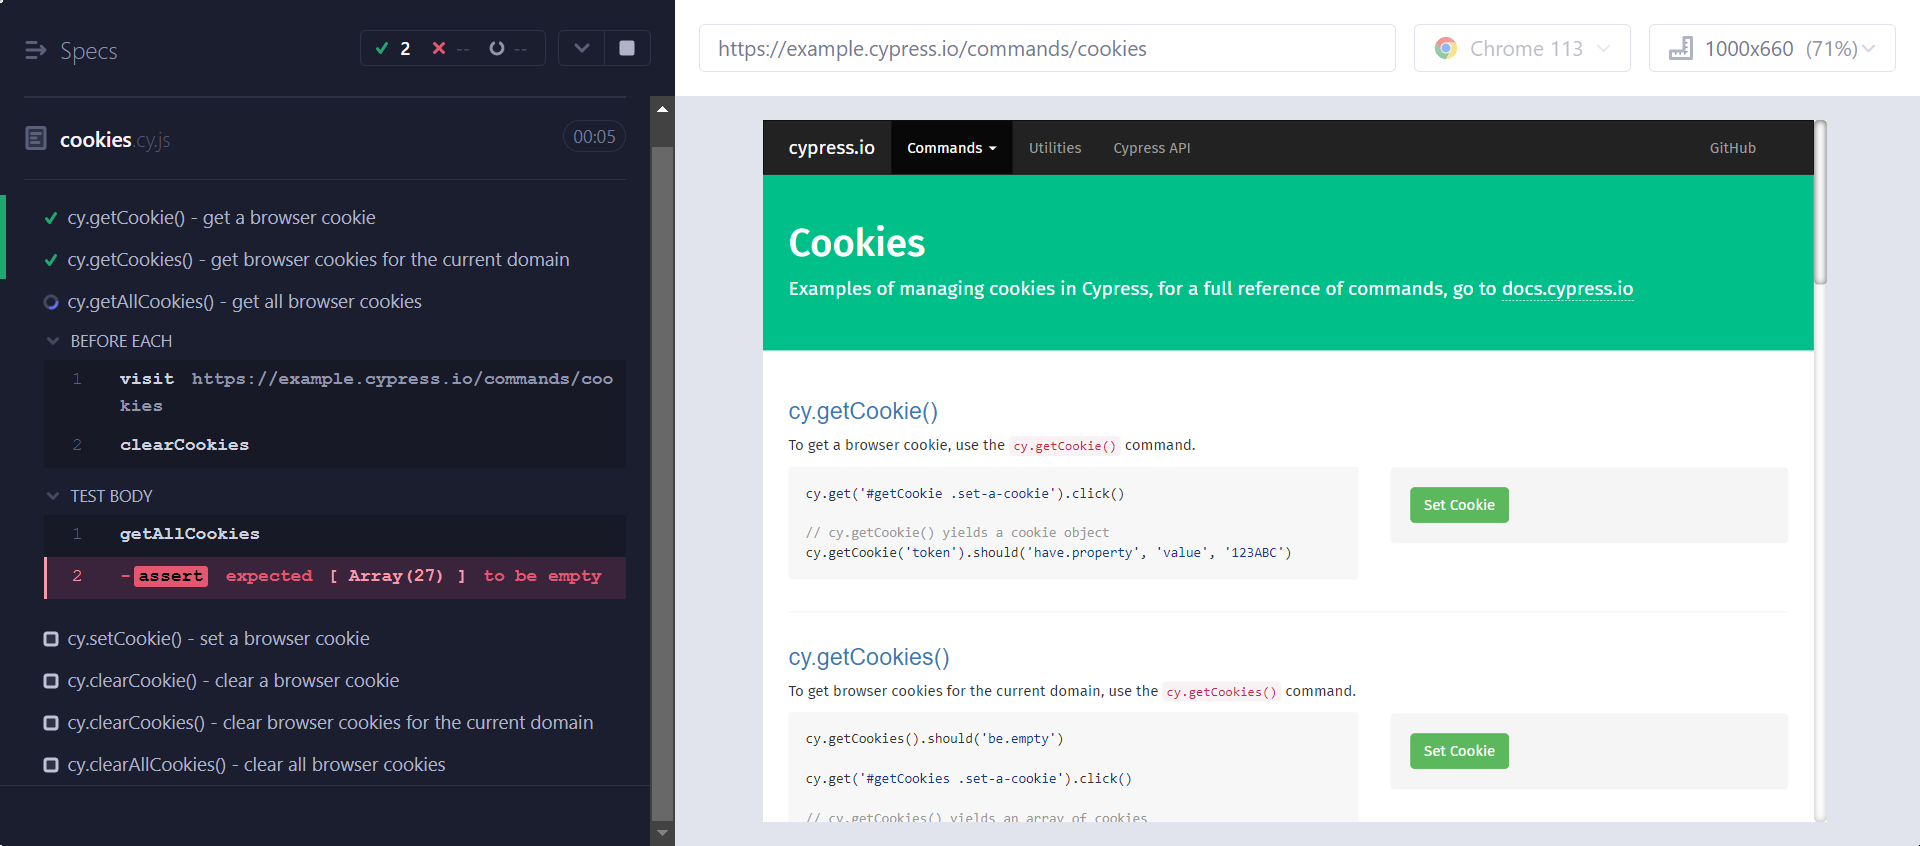 Specs
2 -- --
cookies.cy.js
00:05
cy.getCookie() - get a browser cookie
cy.getCookies() - get browser cookies for the current domain
cy.getAllCookies() - get all browser cookies
BEFORE EACH
1 visit https://example.cypress.io/commands/coo
kies
2 clearCookies
TEST BODY
1 getAllCookies
2 -assert expected [ Array(27) ] to be empty
cy.setCookie() - set a browser cookie
cy.clearCookie() - clear a browser cookie
cy.clearCookies() - clear browser cookies for the current domain
cy.clearAllCookies() - clear all browser cookies
https://example.cypress.io/commands/cookies
Chrome 113
1000x660 (71%)
cypress.io Commands Utilities Cypress API GitHub
Cookies
Examples of managing cookies in Cypress, for a full reference of commands, go to docs.cypress.io
cy.getCookie()
To get a browser cookie, use the cy.getCookie() command.
cy.get('#getCookie .set-a-cookie').click()
// cy.getCookie() yields a cookie object
cy.getCookie('token').should('have.property', 'value', '123ABC')
Set Cookie
cy.getCookies()
To get browser cookies for the current domain, use the cy.getCookies() command.
cy.getCookies().should('be.empty')
cy.get('#getCookies .set-a-cookie').click()
// cy.getCookies() yields an array of cookies
Set Cookie